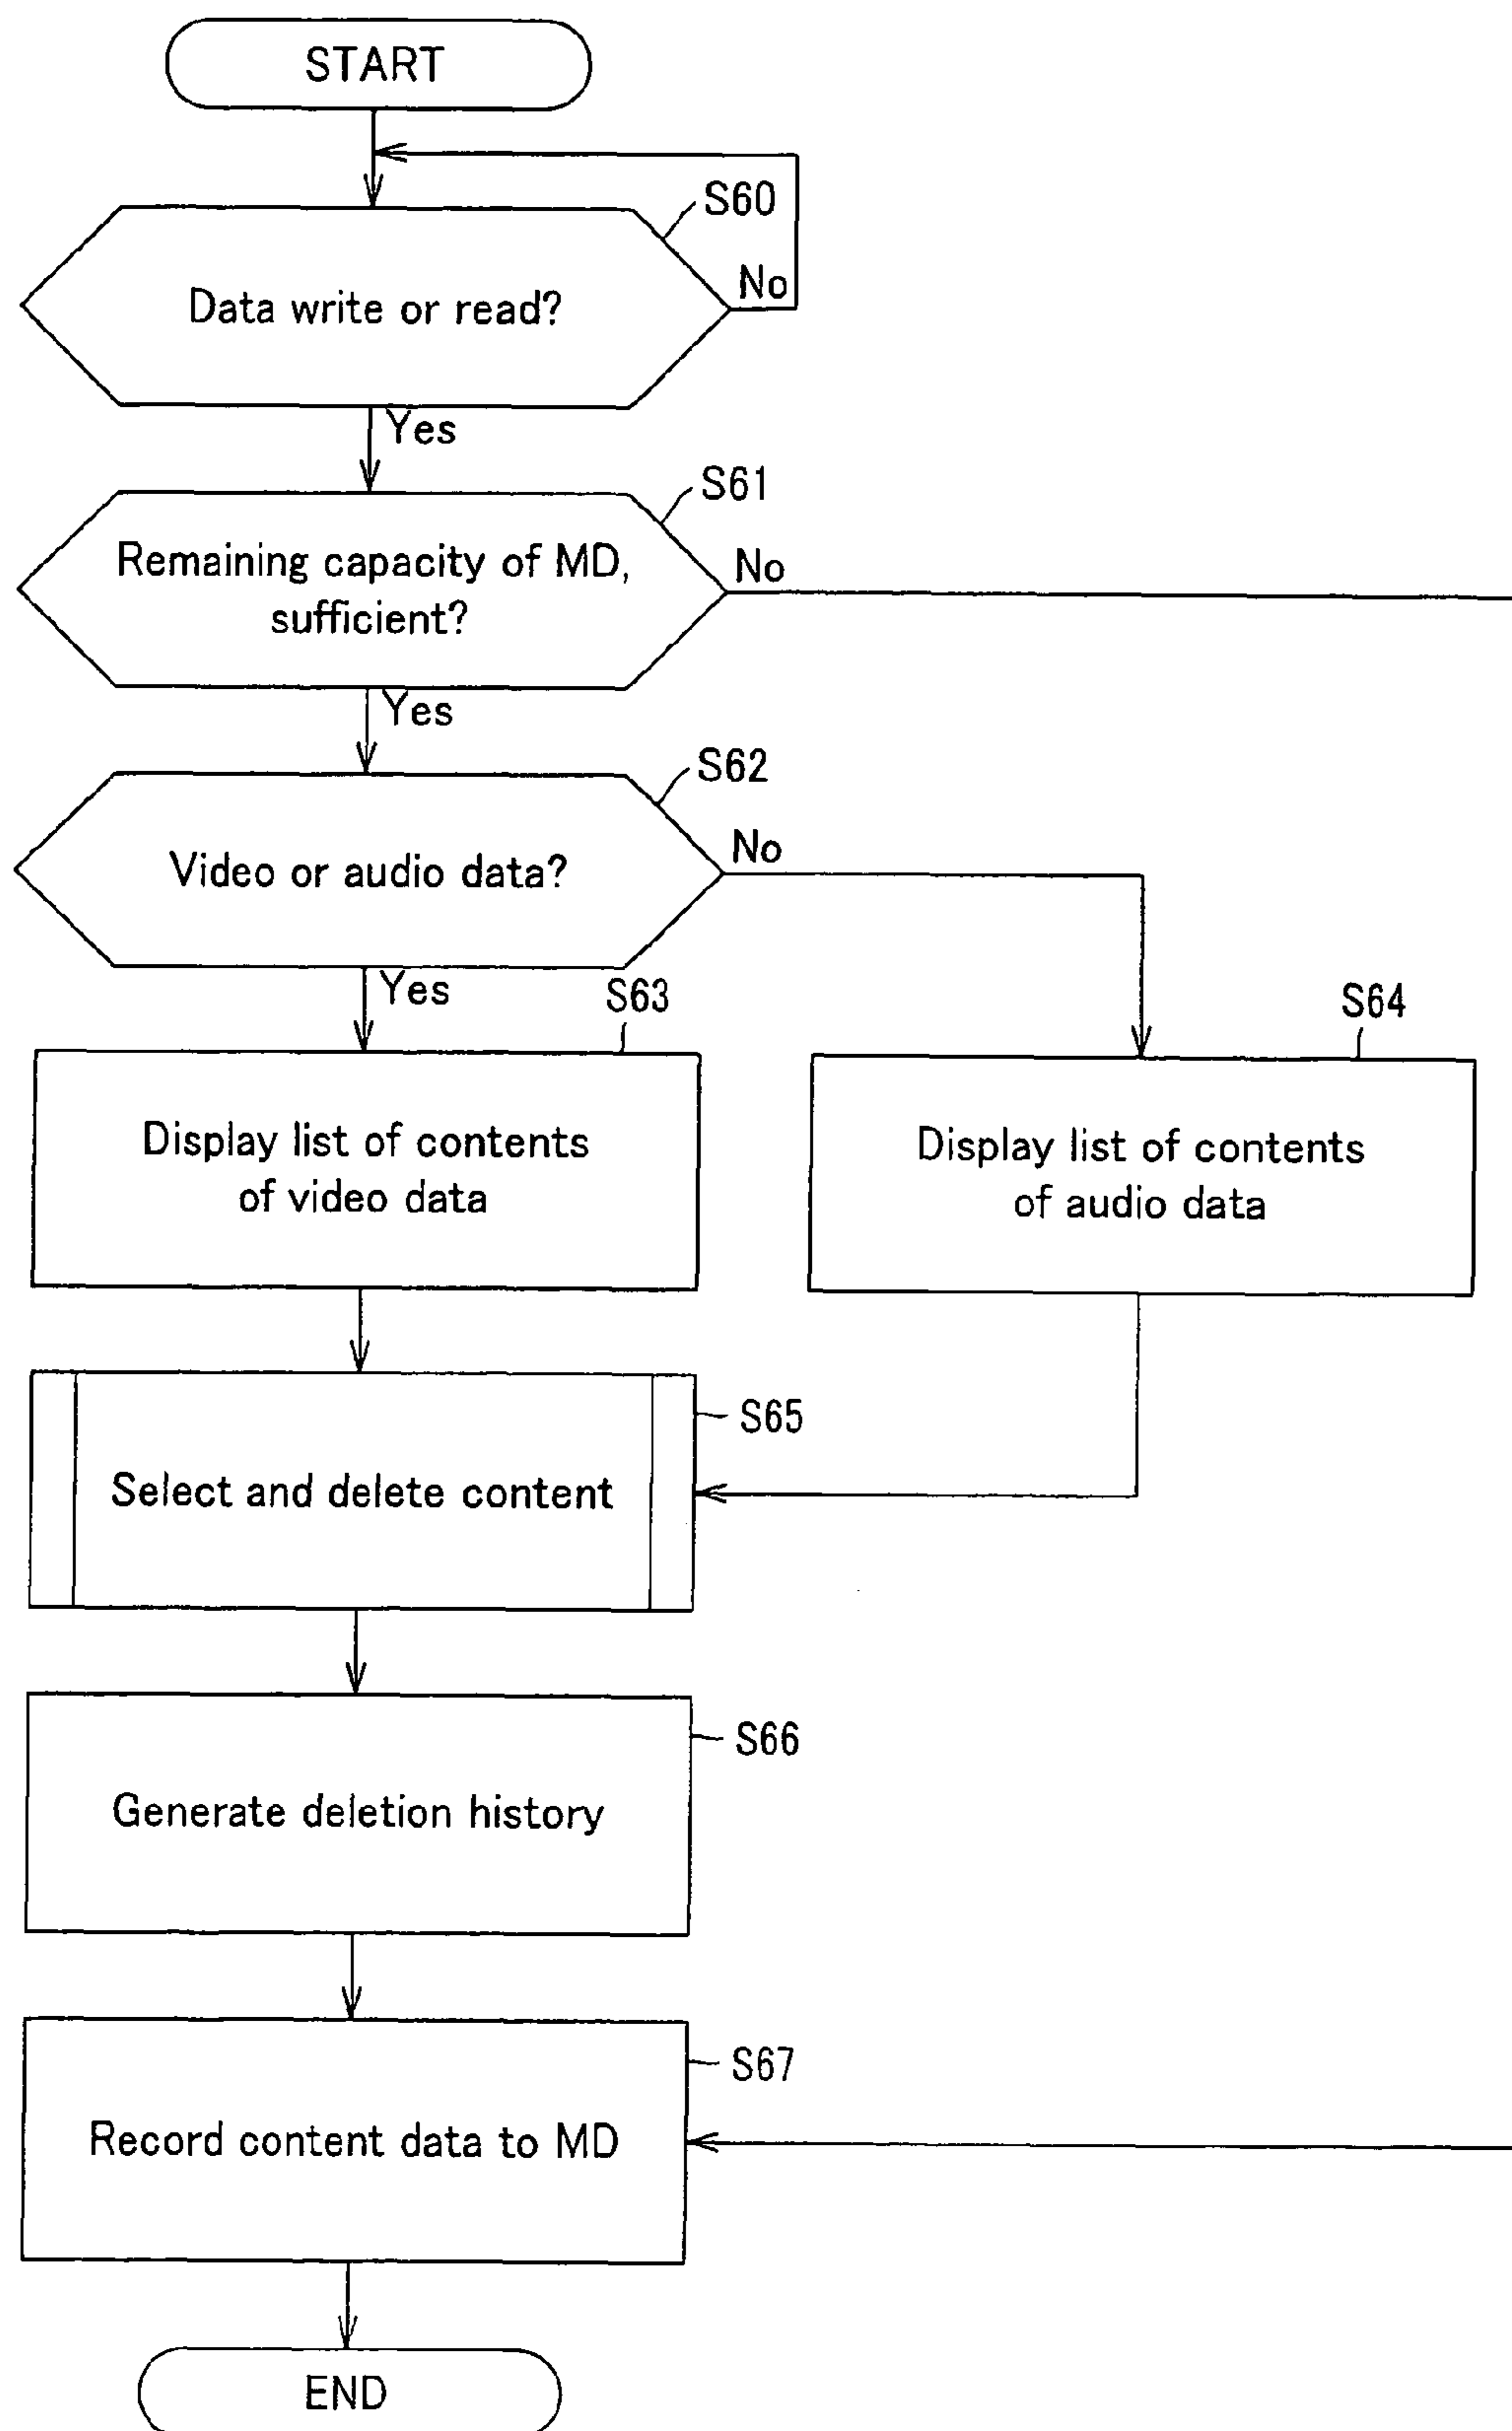 START
S60
Data write or read?
No
Yes
S61
Remaining capacity of MD,
sufficient?
No
Yes
S62
Video or audio data?
No
Yes
S63
Display list of contents
of video data
S64
Display list of contents
of audio data
S65
Select and delete content
S66
Generate deletion history
S67
Record content data to MD
END